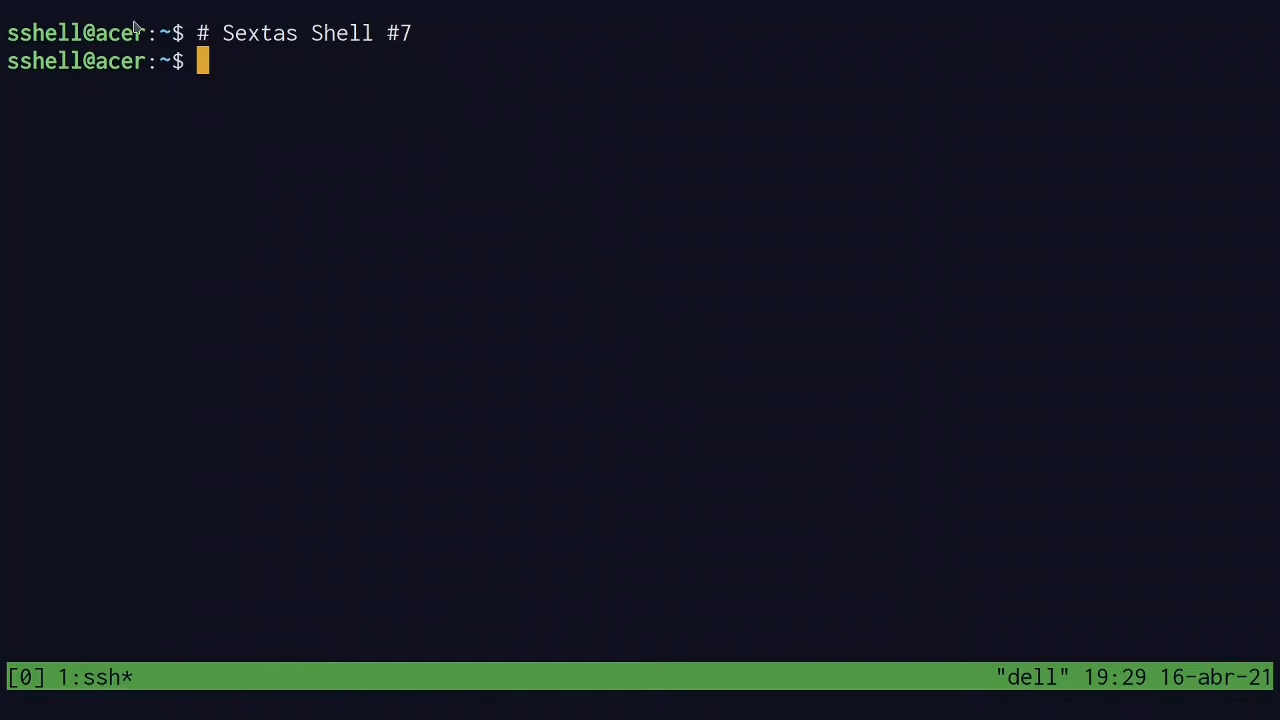 sshell@acer:~$ # Sextas Shell #7
sshell@acer:~$
[0] 1:ssh* "dell" 19:29 16-abr-21